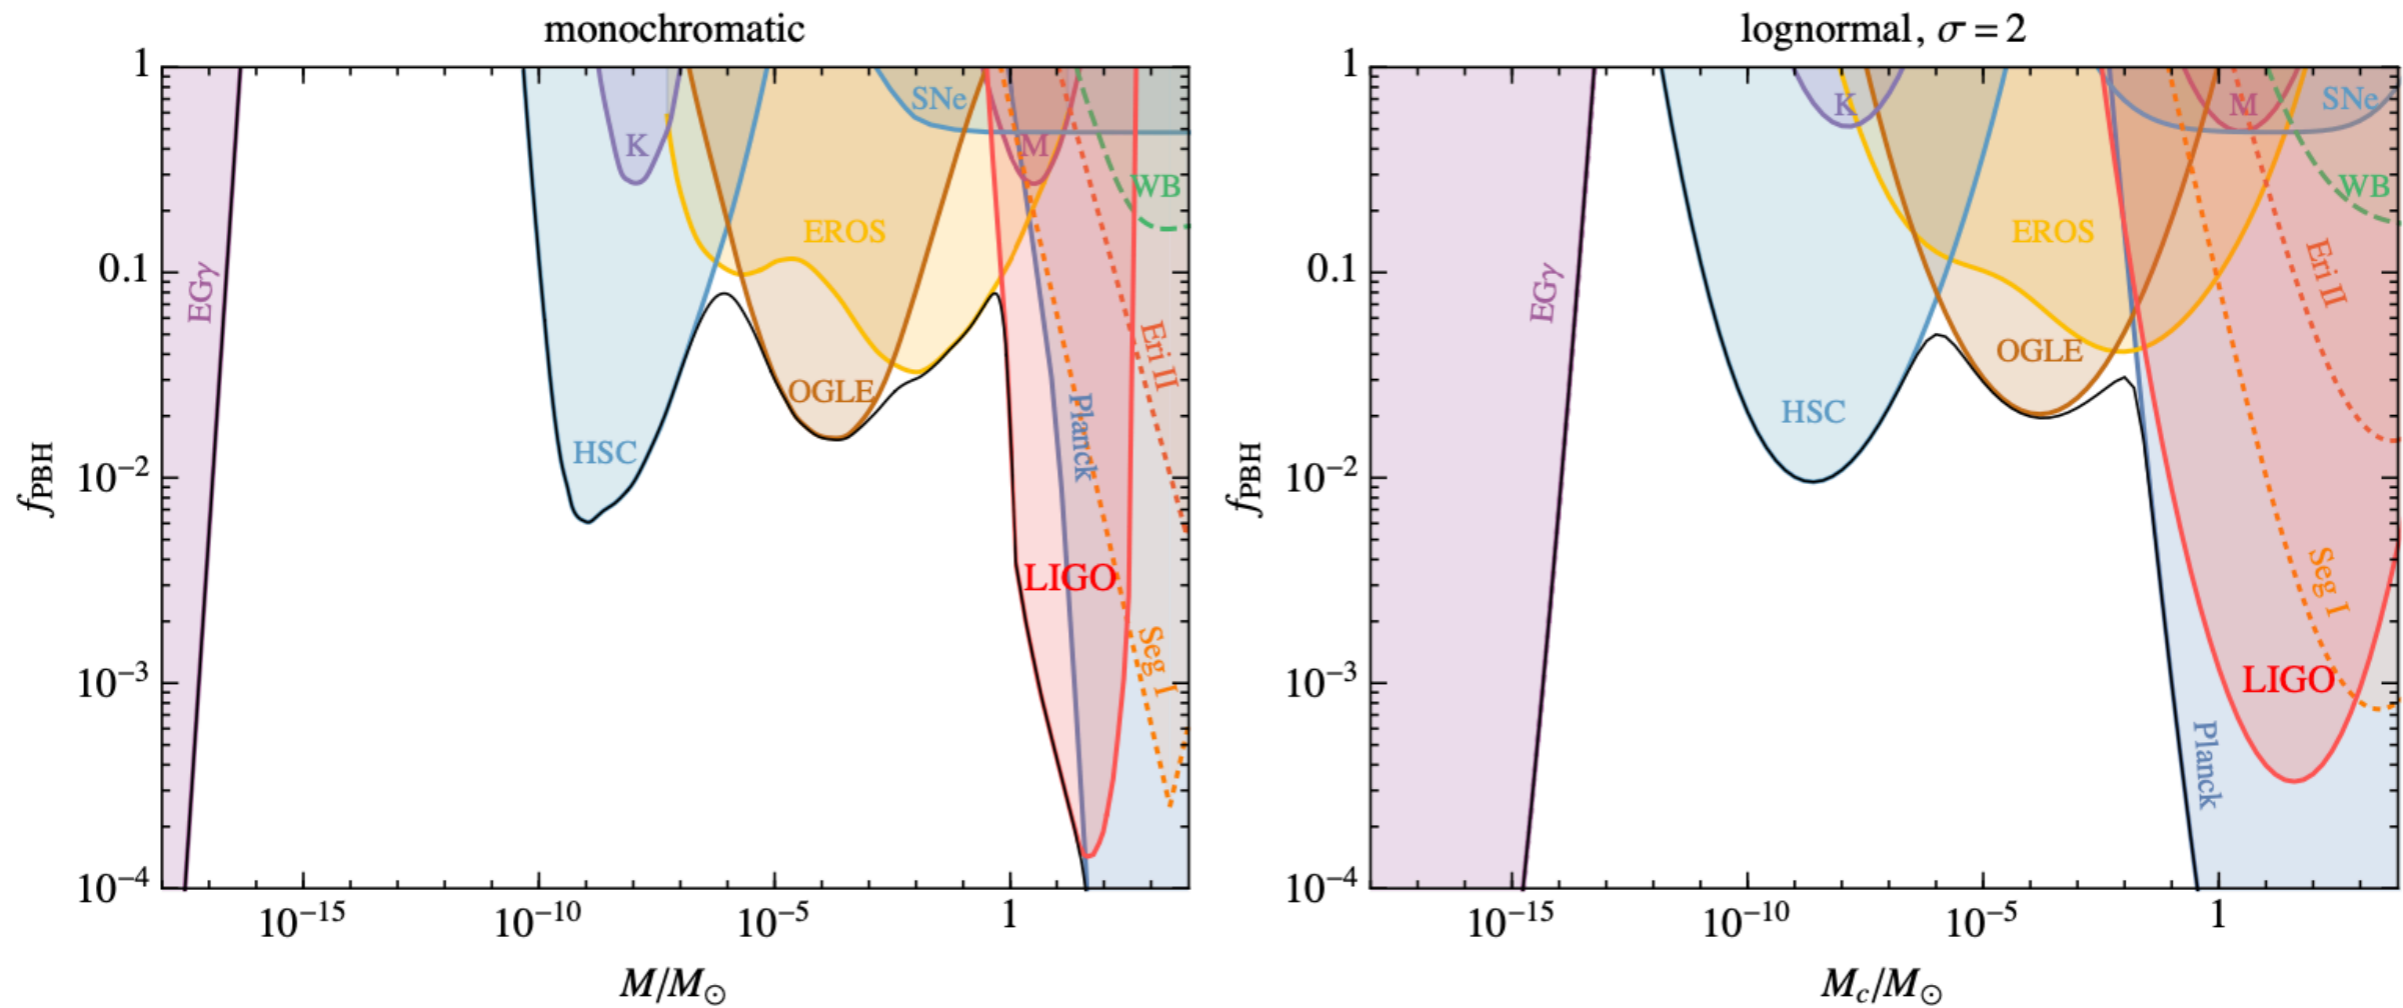 monochromatic
1
0.1
10⁻²
10⁻³
10⁻⁴
f_PBH
EGγ
K
HSC
EROS
OGLE
SNe
M
WB
Eri II
Planck
LIGO
Seg I
10⁻¹⁵
10⁻¹⁰
10⁻⁵
1
M/M⊙
lognormal, σ = 2
1
0.1
10⁻²
10⁻³
10⁻⁴
f_PBH
EGγ
K
HSC
EROS
OGLE
M
SNe
WB
Eri II
Seg I
LIGO
Planck
10⁻¹⁵
10⁻¹⁰
10⁻⁵
1
M_c/M⊙